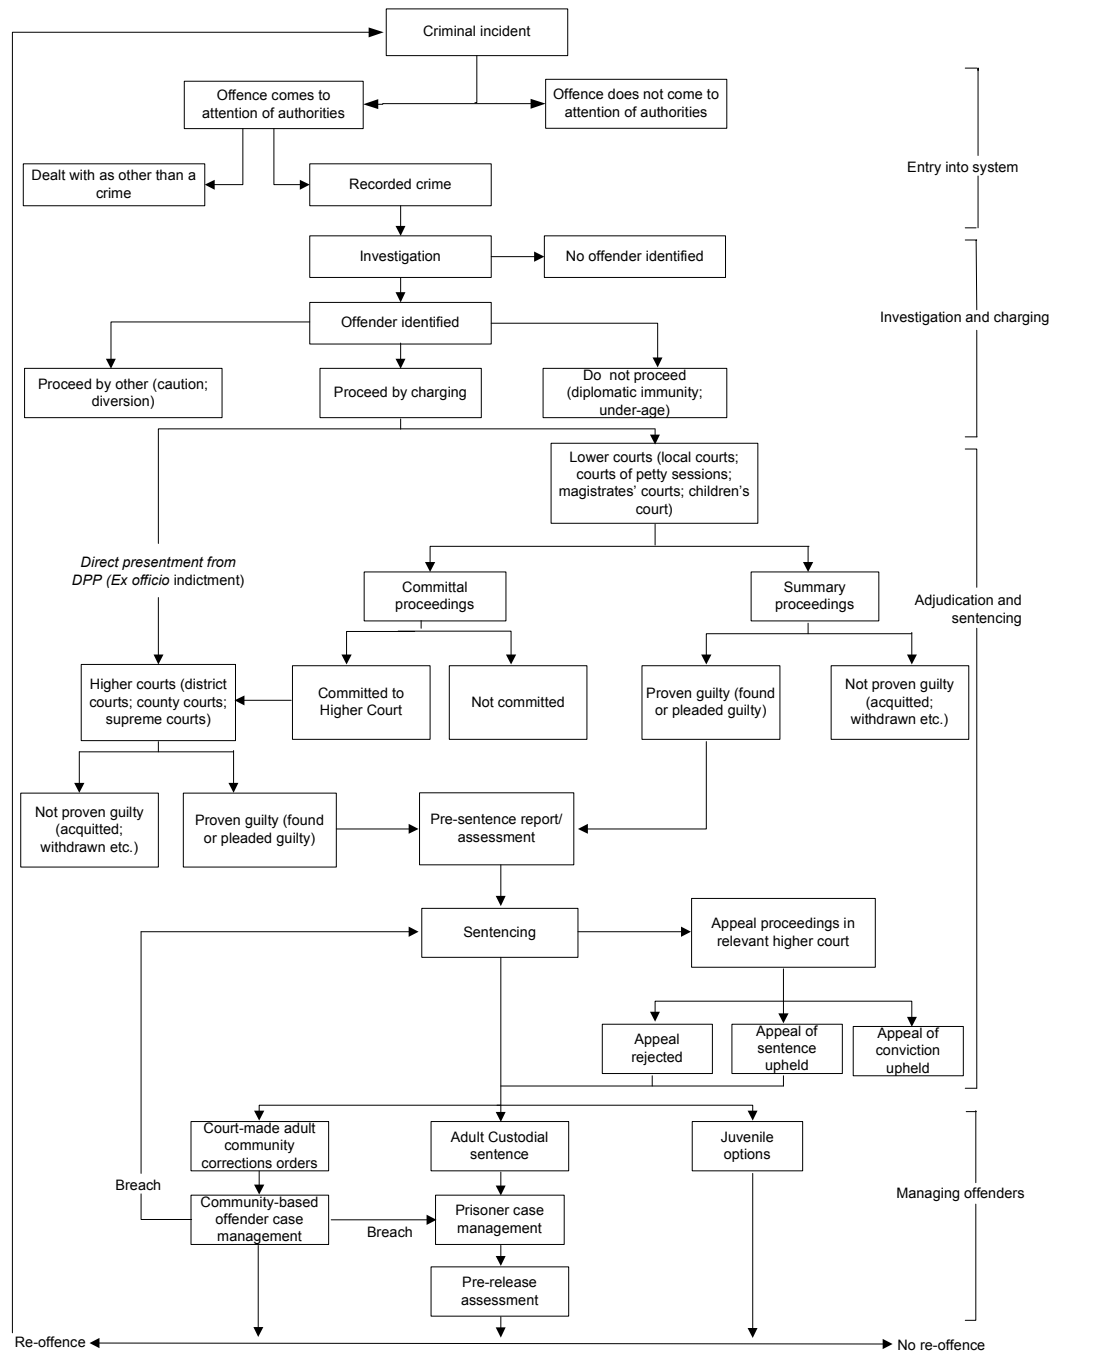 Criminal incident
Offence comes to
attention of authorities
Offence does not come to
attention of authorities
Entry into system
Dealt with as other than a
crime
Recorded crime
Investigation
No offender identified
Investigation and charging
Offender identified
Proceed by other (caution;
diversion)
Proceed by charging
Do not proceed
(diplomatic immunity;
under-age)
Lower courts (local courts;
courts of petty sessions;
magistrates' courts; children's
court)
Direct presentment from
DPP (Ex officio indictment)
Committal
proceedings
Summary
proceedings
Adjudication and
sentencing
Higher courts (district
courts; county courts;
supreme courts)
Committed to
Higher Court
Not committed
Proven guilty (found
or pleaded guilty)
Not proven guilty
(acquitted;
withdrawn etc.)
Not proven guilty
(acquitted;
withdrawn etc.)
Proven guilty (found
or pleaded guilty)
Pre-sentence report/
assessment
Sentencing
Appeal proceedings in
relevant higher court
Appeal
rejected
Appeal of
sentence
upheld
Appeal of
conviction
upheld
Court-made adult
community
corrections orders
Adult Custodial
sentence
Juvenile
options
Breach
Managing offenders
Community-based
offender case
management
Breach
Prisoner case
management
Pre-release
assessment
Re-offence
No re-offence